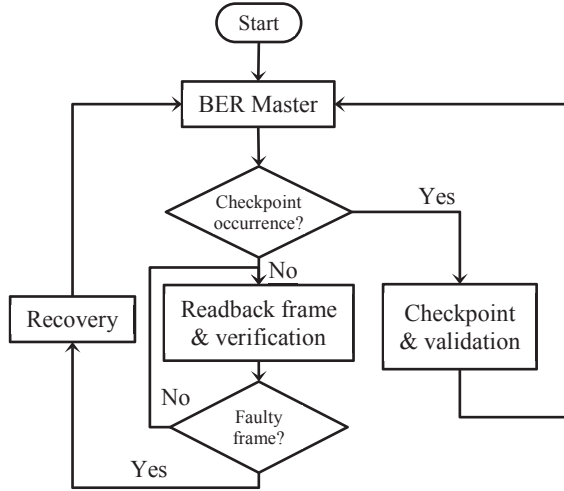 Start
BER Master
Checkpoint
occurrence?
Yes
No
Readback frame
& verification
Recovery
Checkpoint
& validation
No
Faulty
frame?
Yes